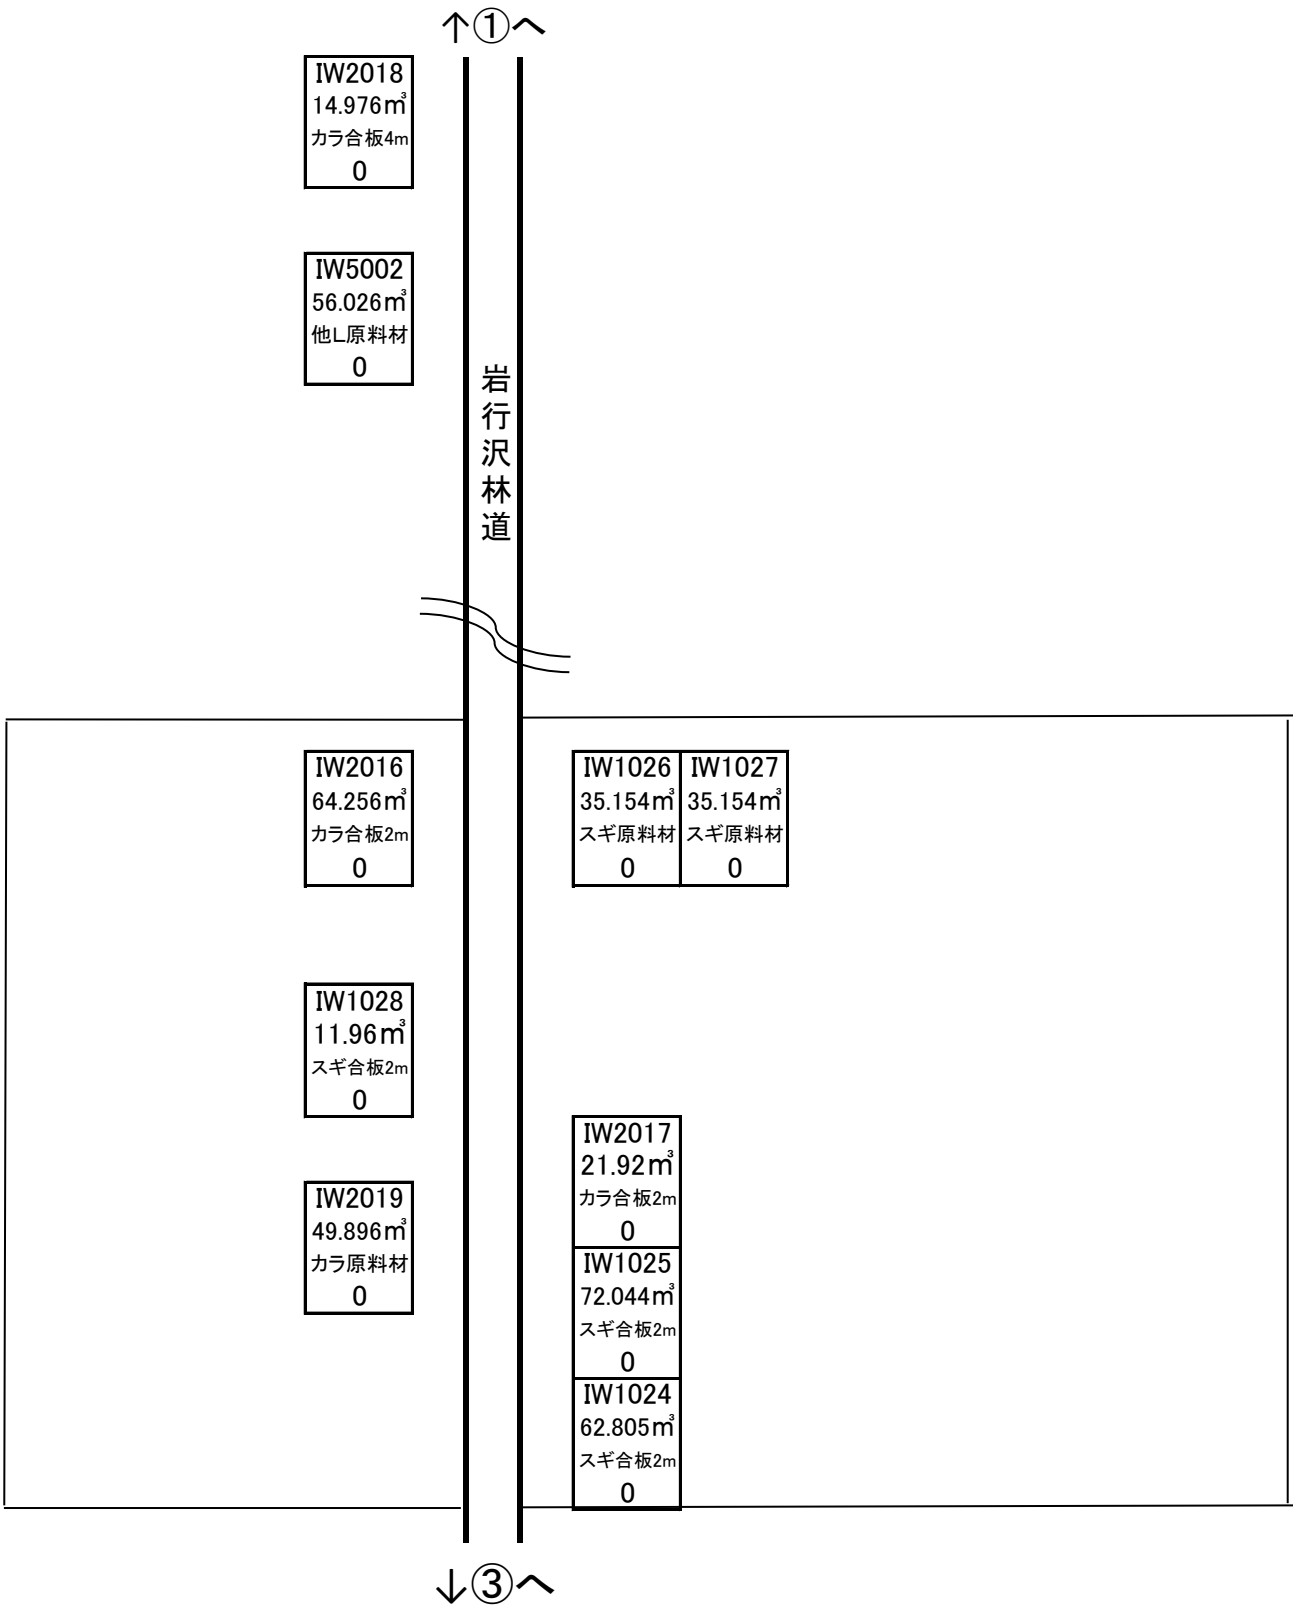 ↑①へ
IW2018
14.976㎥
カラ合板4m
0
IW5002
56.026㎥
他L原料材
0
岩行沢林道
IW2016
64.256㎥
カラ合板2m
0
IW1026
35.154㎥
スギ原料材
0
IW1027
35.154㎥
スギ原料材
0
IW1028
11.96㎥
スギ合板2m
0
IW2019
49.896㎥
カラ原料材
0
IW2017
21.92㎥
カラ合板2m
0
IW1025
72.044㎥
スギ合板2m
0
IW1024
62.805㎥
スギ合板2m
0
↓③へ